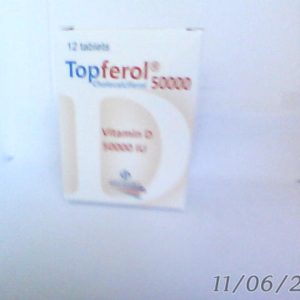 12 tablets
Topferol®
Cholecalciferol 50000
Vitamin D
50000 IU
11/06/2